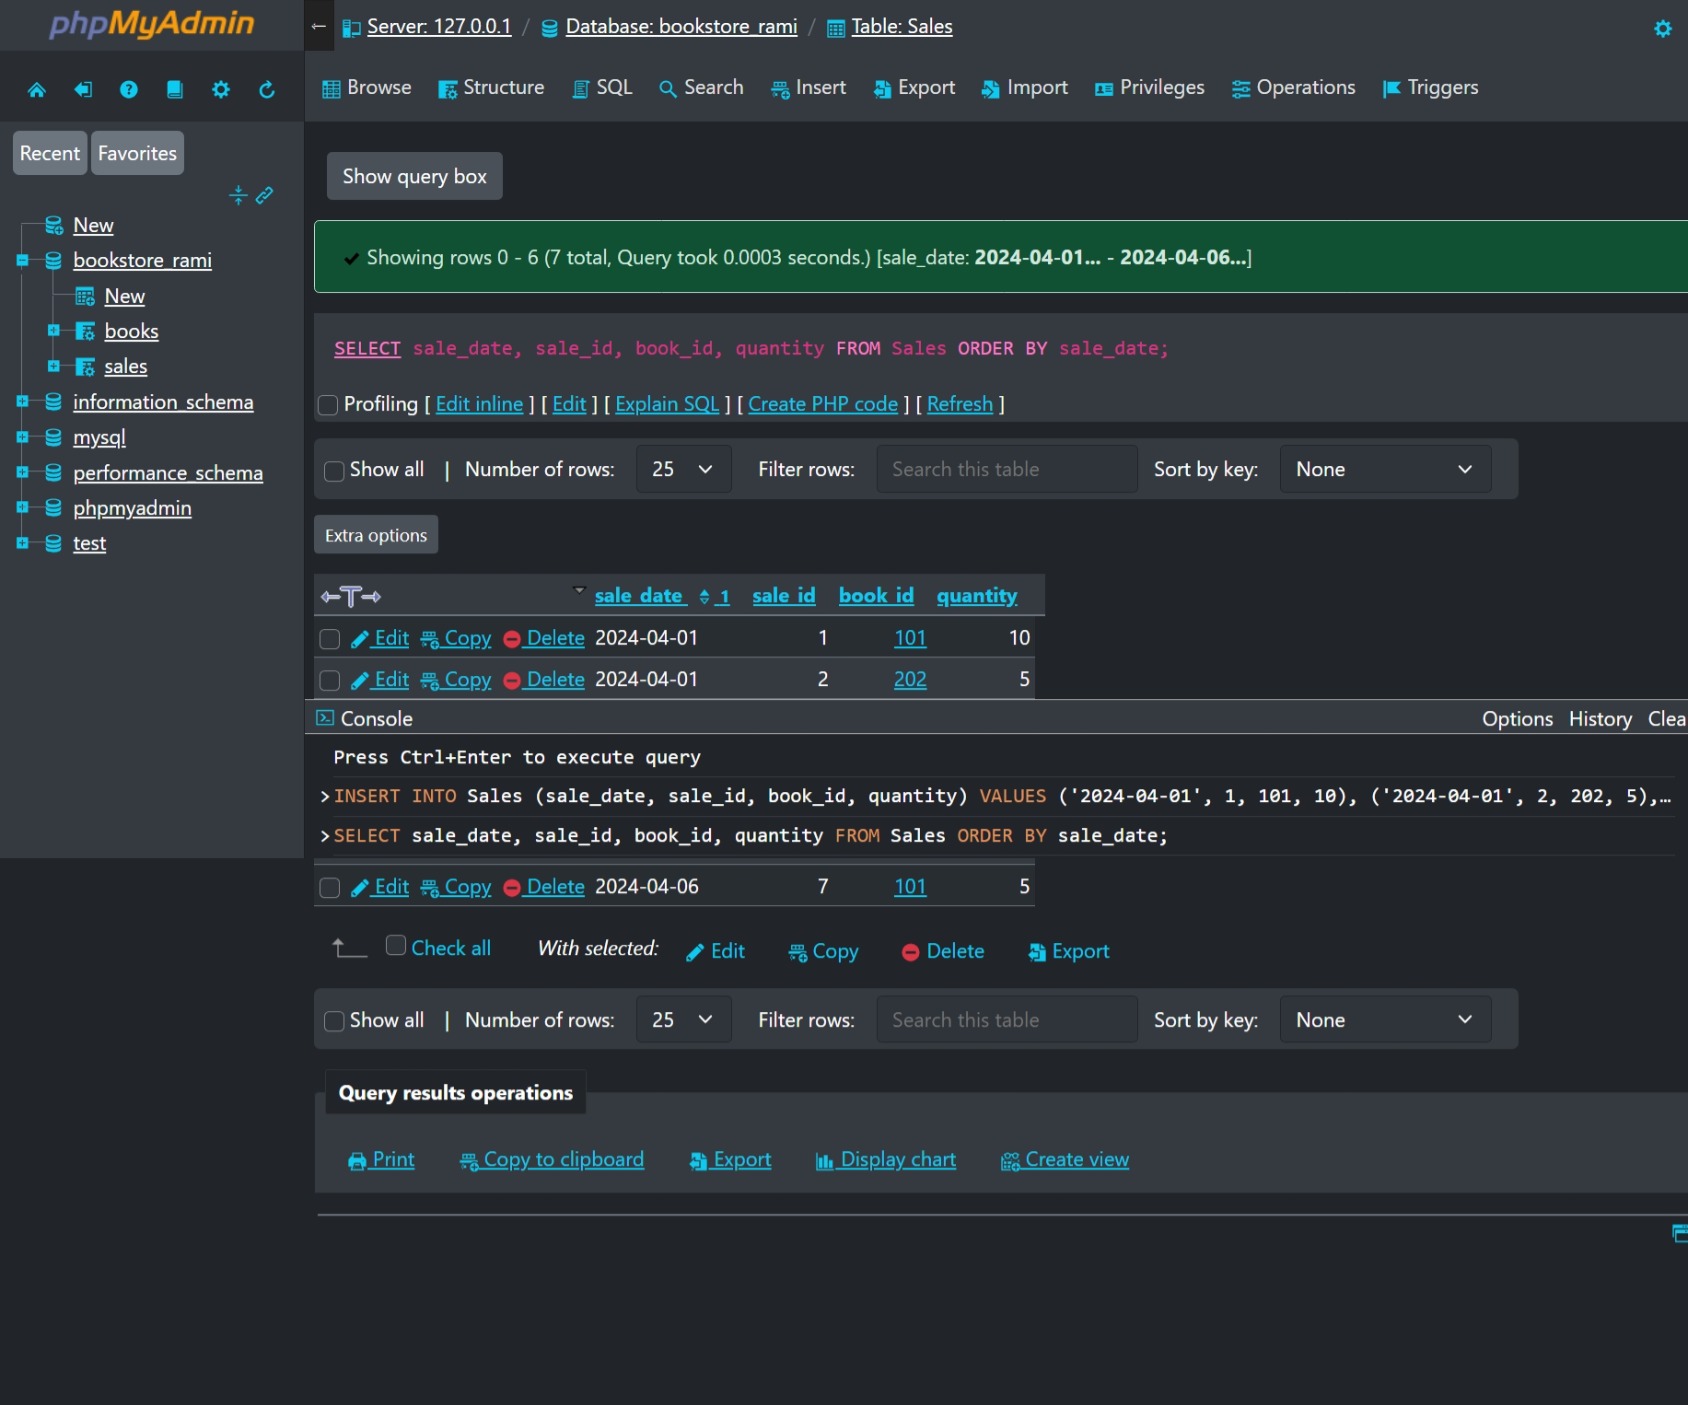 phpMyAdmin
← Server: 127.0.0.1 / Database: bookstore_rami / Table: Sales
Browse Structure SQL Search Insert Export Import Privileges Operations Triggers
Recent Favorites
New
bookstore_rami
New
books
sales
information_schema
mysql
performance_schema
phpmyadmin
test
Show query box
Showing rows 0 - 6 (7 total, Query took 0.0003 seconds.) [sale_date: 2024-04-01... - 2024-04-06...]
SELECT sale_date, sale_id, book_id, quantity FROM Sales ORDER BY sale_date;
Profiling [ Edit inline ] [ Edit ] [ Explain SQL ] [ Create PHP code ] [ Refresh ]
Show all | Number of rows: 25 Filter rows: Search this table Sort by key: None
Extra options
←T→ sale_date 1 sale_id book_id quantity
Edit Copy Delete 2024-04-01 1 101 10
Edit Copy Delete 2024-04-01 2 202 5
Console Options History Clea
Press Ctrl+Enter to execute query
>INSERT INTO Sales (sale_date, sale_id, book_id, quantity) VALUES ('2024-04-01', 1, 101, 10), ('2024-04-01', 2, 202, 5),…
>SELECT sale_date, sale_id, book_id, quantity FROM Sales ORDER BY sale_date;
Edit Copy Delete 2024-04-06 7 101 5
Check all With selected: Edit Copy Delete Export
Show all | Number of rows: 25 Filter rows: Search this table Sort by key: None
Query results operations
Print Copy to clipboard Export Display chart Create view